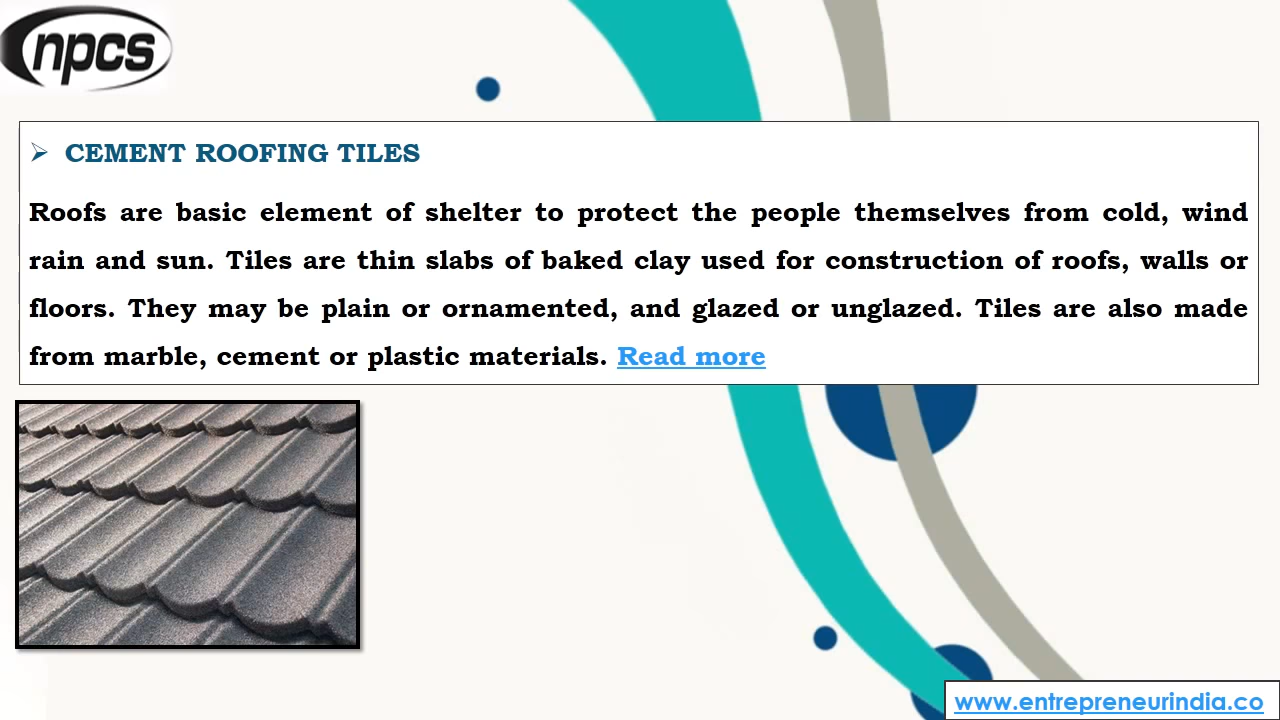 npcs
➢ CEMENT ROOFING TILES
Roofs are basic element of shelter to protect the people themselves from cold, wind
rain and sun. Tiles are thin slabs of baked clay used for construction of roofs, walls or
floors. They may be plain or ornamented, and glazed or unglazed. Tiles are also made
from marble, cement or plastic materials. Read more
www.entrepreneurindia.co